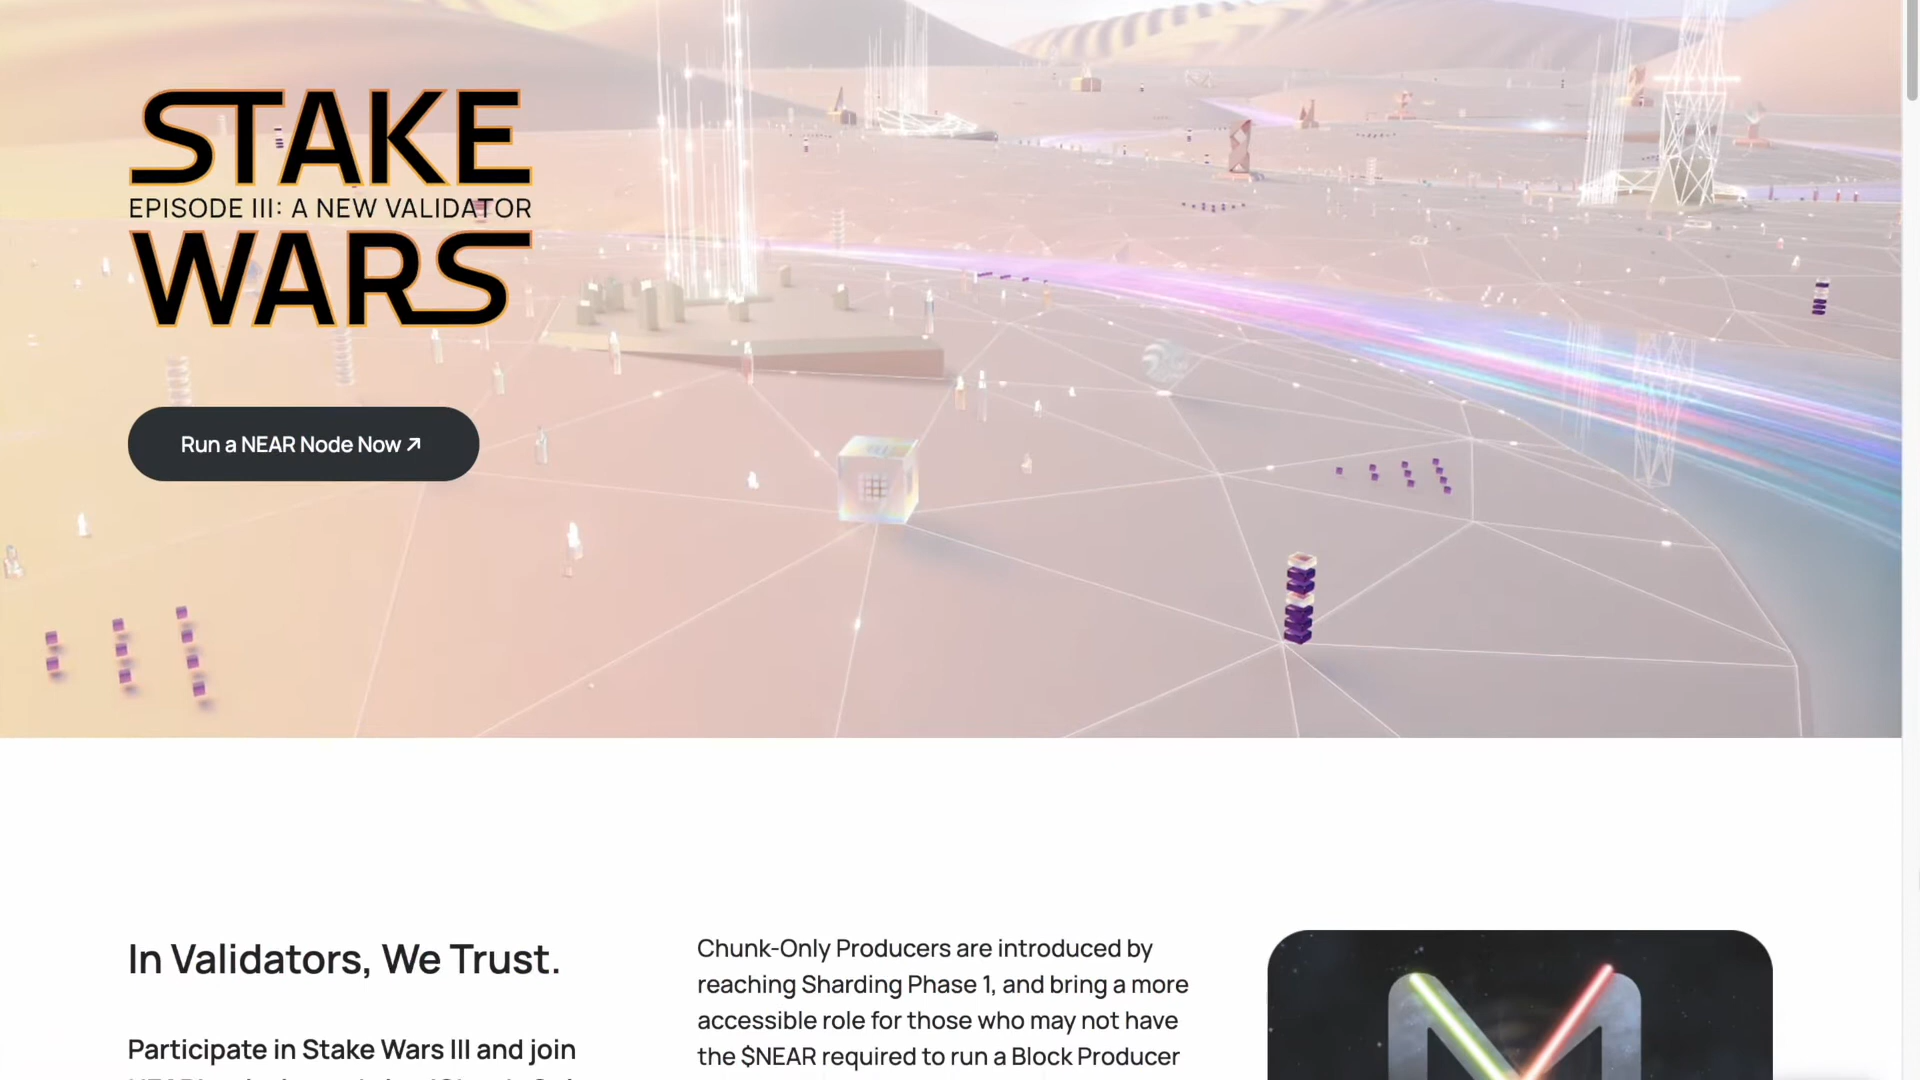 STAKE
EPISODE III: A NEW VALIDATOR
WARS
Run a NEAR Node Now ↗
In Validators, We Trust.
Participate in Stake Wars III and join
Chunk-Only Producers are introduced by
reaching Sharding Phase 1, and bring a more
accessible role for those who may not have
the $NEAR required to run a Block Producer